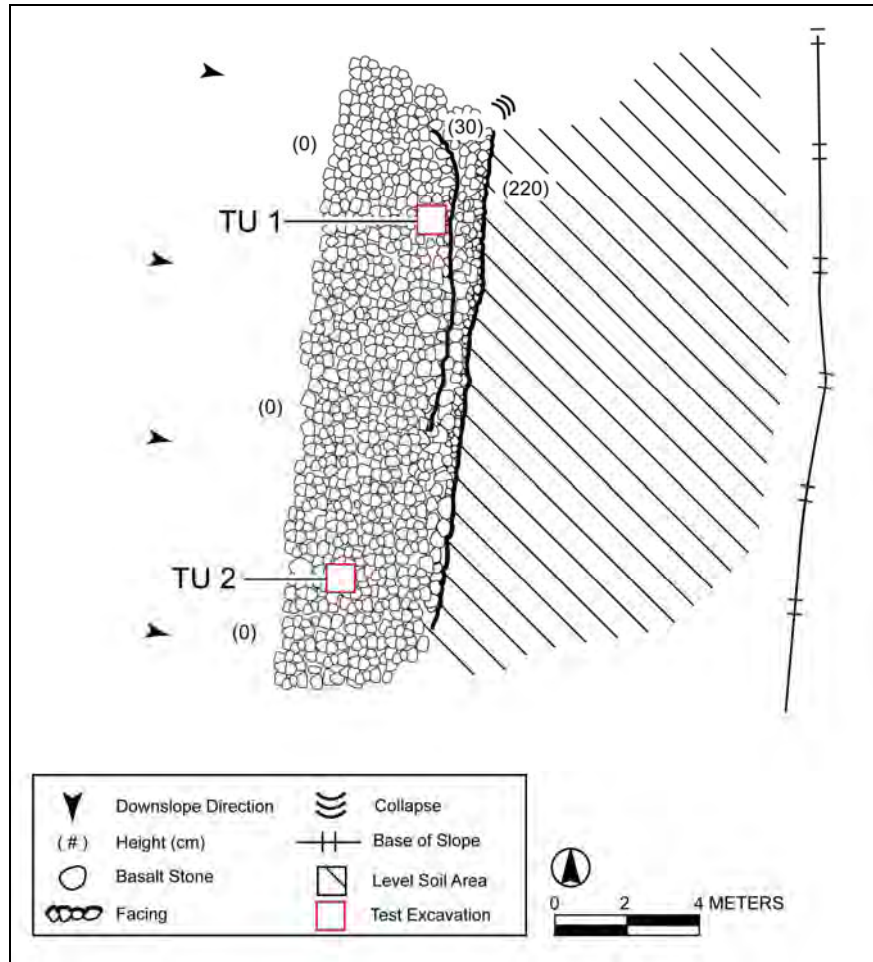 (30)
(0)
(220)
TU 1
(0)
TU 2
(0)
Downslope Direction
(#) Height (cm)
Basalt Stone
Facing
Collapse
Base of Slope
Level Soil Area
Test Excavation
0 2 4 METERS